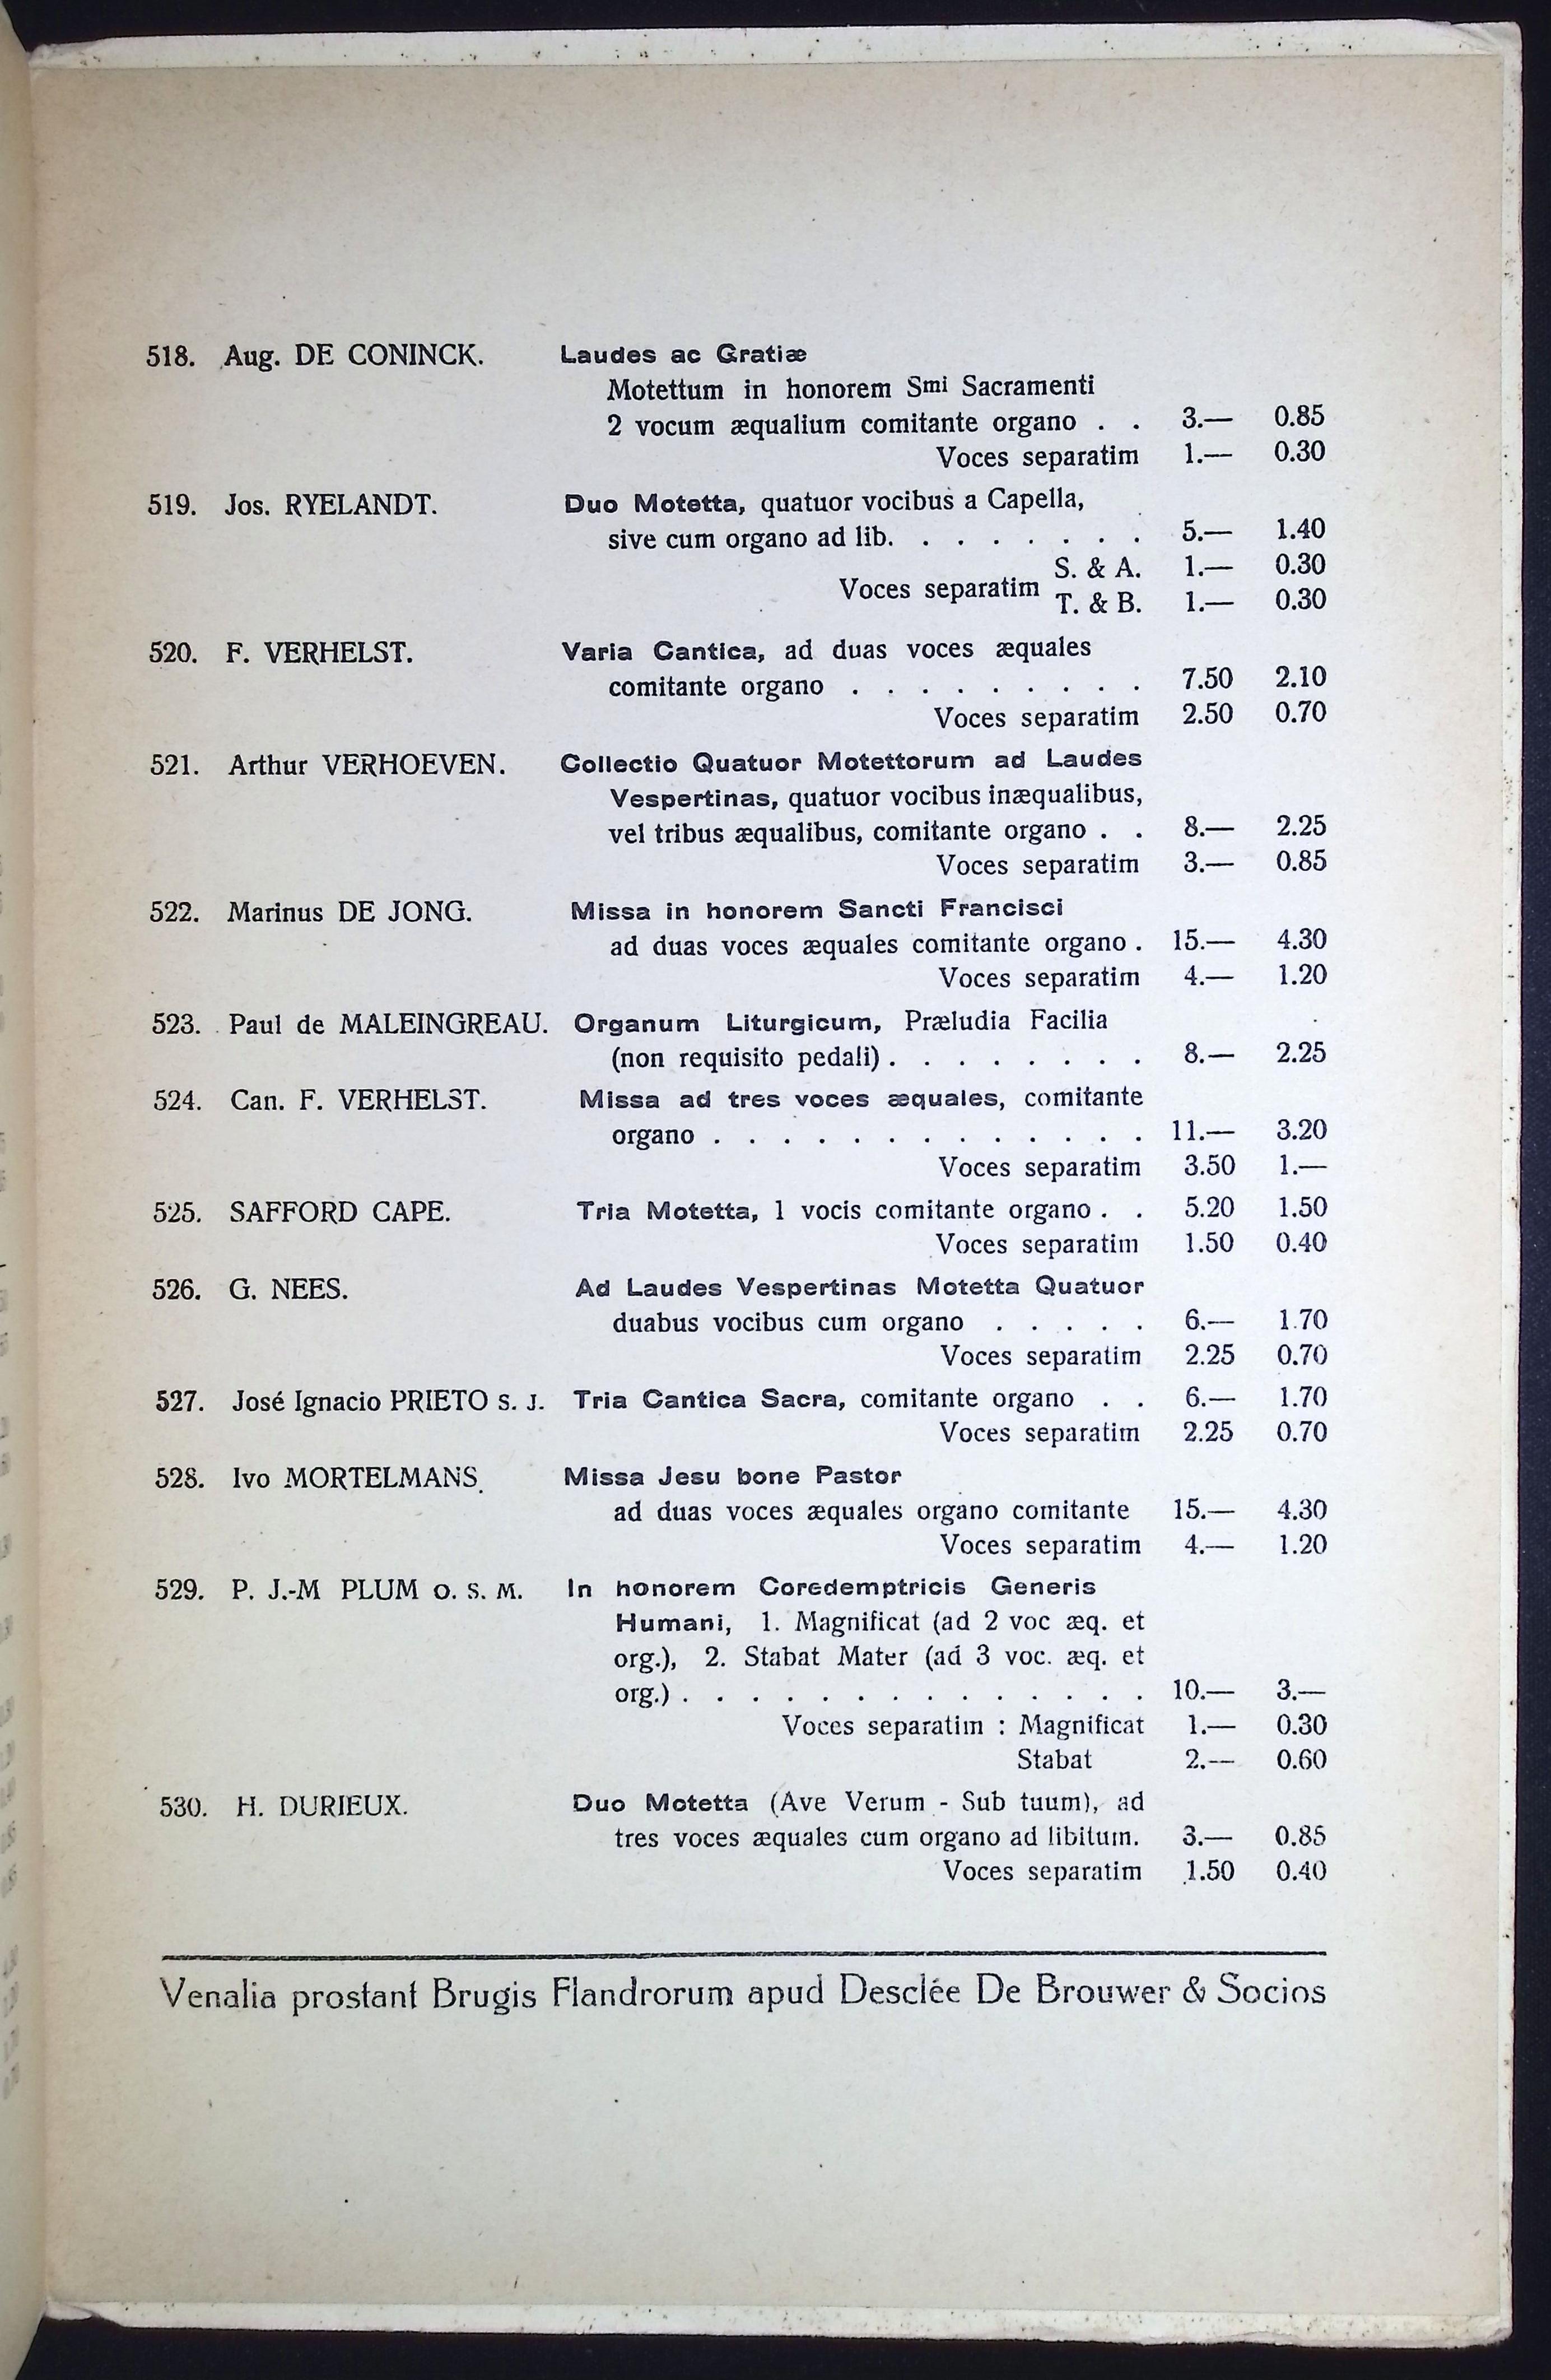 518. Aug. DE CONINCK. Laudes ac Gratiæ
Motettum in honorem Smi Sacramenti
2 vocum æqualium comitante organo . . 3.— 0.85
Voces separatim 1.— 0.30
519. Jos. RYELANDT. Duo Motetta, quatuor vocibus a Capella,
sive cum organo ad lib. . . . . . . . 5.— 1.40
Voces separatim S. & A. 1.— 0.30
T. & B. 1.— 0.30
520. F. VERHELST. Varia Cantica, ad duas voces æquales
comitante organo . . . . . . . . . 7.50 2.10
Voces separatim 2.50 0.70
521. Arthur VERHOEVEN. Collectio Quatuor Motettorum ad Laudes
Vespertinas, quatuor vocibus inæqualibus,
vel tribus æqualibus, comitante organo . . 8.— 2.25
Voces separatim 3.— 0.85
522. Marinus DE JONG. Missa in honorem Sancti Francisci
ad duas voces æquales comitante organo . 15.— 4.30
Voces separatim 4.— 1.20
523. Paul de MALEINGREAU. Organum Liturgicum, Præludia Facilia
(non requisito pedali) . . . . . . . . 8.— 2.25
524. Can. F. VERHELST. Missa ad tres voces æquales, comitante
organo . . . . . . . . . . . . . 11.— 3.20
Voces separatim 3.50 1.—
525. SAFFORD CAPE. Tria Motetta, 1 vocis comitante organo . . 5.20 1.50
Voces separatim 1.50 0.40
526. G. NEES. Ad Laudes Vespertinas Motetta Quatuor
duabus vocibus cum organo . . . . . 6.— 1.70
Voces separatim 2.25 0.70
527. José Ignacio PRIETO S. J. Tria Cantica Sacra, comitante organo . . 6.— 1.70
Voces separatim 2.25 0.70
528. Ivo MORTELMANS. Missa Jesu bone Pastor
ad duas voces æquales organo comitante 15.— 4.30
Voces separatim 4.— 1.20
529. P. J.-M PLUM O. S. M. In honorem Coredemptricis Generis
Humani, 1. Magnificat (ad 2 voc æq. et
org.), 2. Stabat Mater (ad 3 voc. æq. et
org.) . . . . . . . . . . . . . . 10.— 3.—
Voces separatim : Magnificat 1.— 0.30
Stabat 2.— 0.60
530. H. DURIEUX. Duo Motetta (Ave Verum - Sub tuum), ad
tres voces æquales cum organo ad libitum. 3.— 0.85
Voces separatim 1.50 0.40
Venalia prostant Brugis Flandrorum apud Desclée De Brouwer & Socios